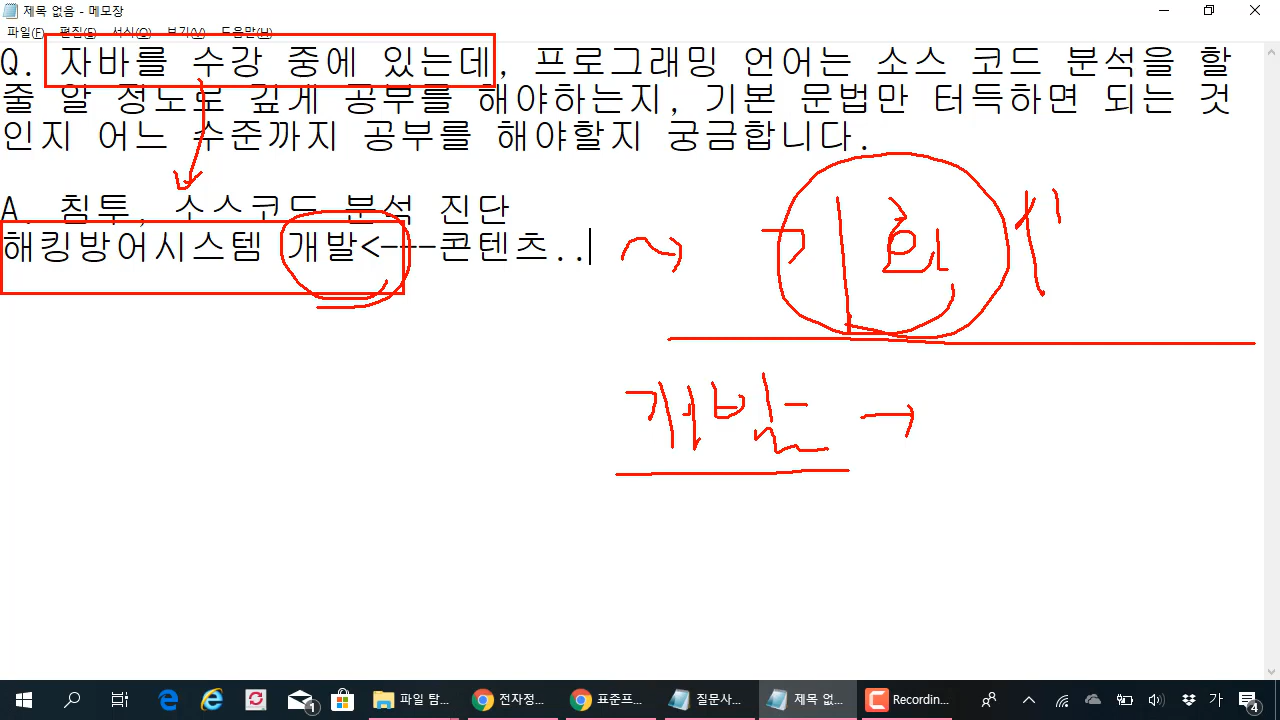 제목 없음 - 메모장
파일(F) 편집(E) 서식(O) 보기(V) 도움말(H)
Q. 자바를 수강 중에 있는데, 프로그래밍 언어는 소스 코드 분석을 할
줄 알 정도로 깊게 공부를 해야하는지, 기본 문법만 터득하면 되는 것
인지 어느 수준까지 공부를 해야할지 궁금합니다.
A. 침투, 소스코드 분석 진단
해킹방어시스템 개발<---콘텐츠..
기획
개발
파일 탐...
전자정...
표준프...
질문사...
제목 없...
Recordin...
가
1
4